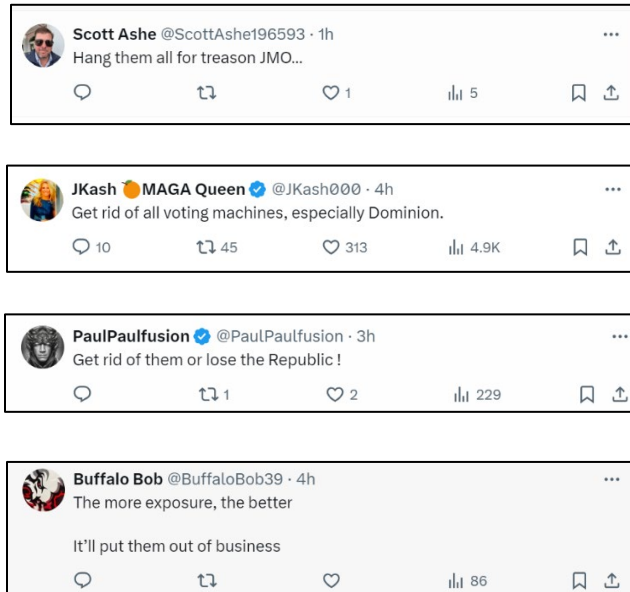 Scott Ashe @ScottAshe196593 · 1h
Hang them all for treason JMO...
1 5
JKash 🍊MAGA Queen @JKash000 · 4h
Get rid of all voting machines, especially Dominion.
10 45 313 4.9K
PaulPaulfusion @PaulPaulfusion · 3h
Get rid of them or lose the Republic !
1 2 229
Buffalo Bob @BuffaloBob39 · 4h
The more exposure, the better
It’ll put them out of business
86